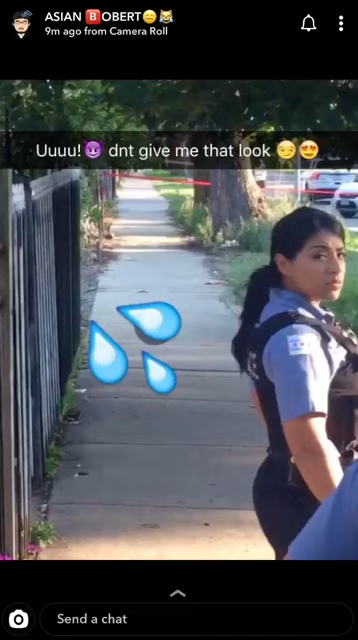 ASIAN 🅱️OBERT😑😹
9m ago from Camera Roll
Uuuu!😈 dnt give me that look 😏😍
Send a chat